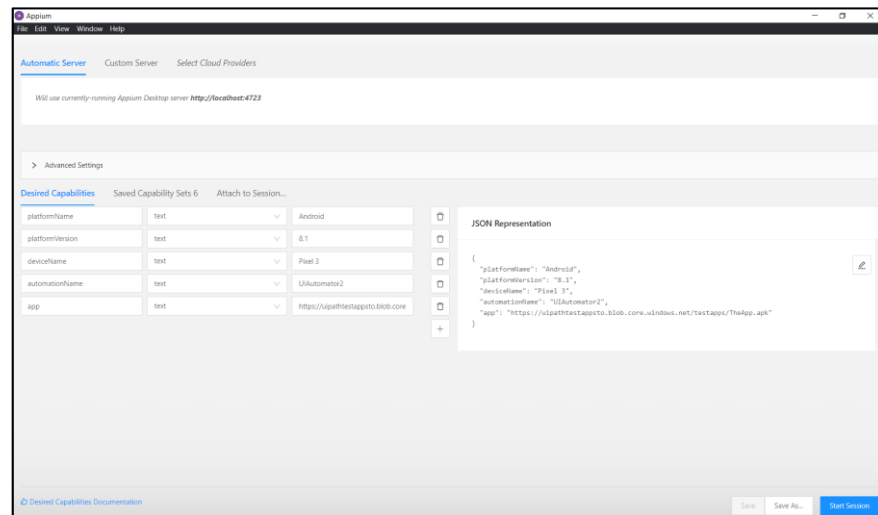 Appium
File Edit View Window Help
Automatic Server Custom Server Select Cloud Providers
Will use currently-running Appium Desktop server http://localhost:4723
Advanced Settings
Desired Capabilities Saved Capability Sets 6 Attach to Session...
platformName text Android
platformVersion text 8.1
deviceName text Pixel 3
automationName text UIAutomator2
app text https://uipathtestappsto.blob.core
JSON Representation
{
"platformName": "Android",
"platformVersion": "8.1",
"deviceName": "Pixel 3",
"automationName": "UIAutomator2",
"app": "https://uipathtestappsto.blob.core.windows.net/testapps/TheApp.apk"
}
Desired Capabilities Documentation
Save Save As... Start Session